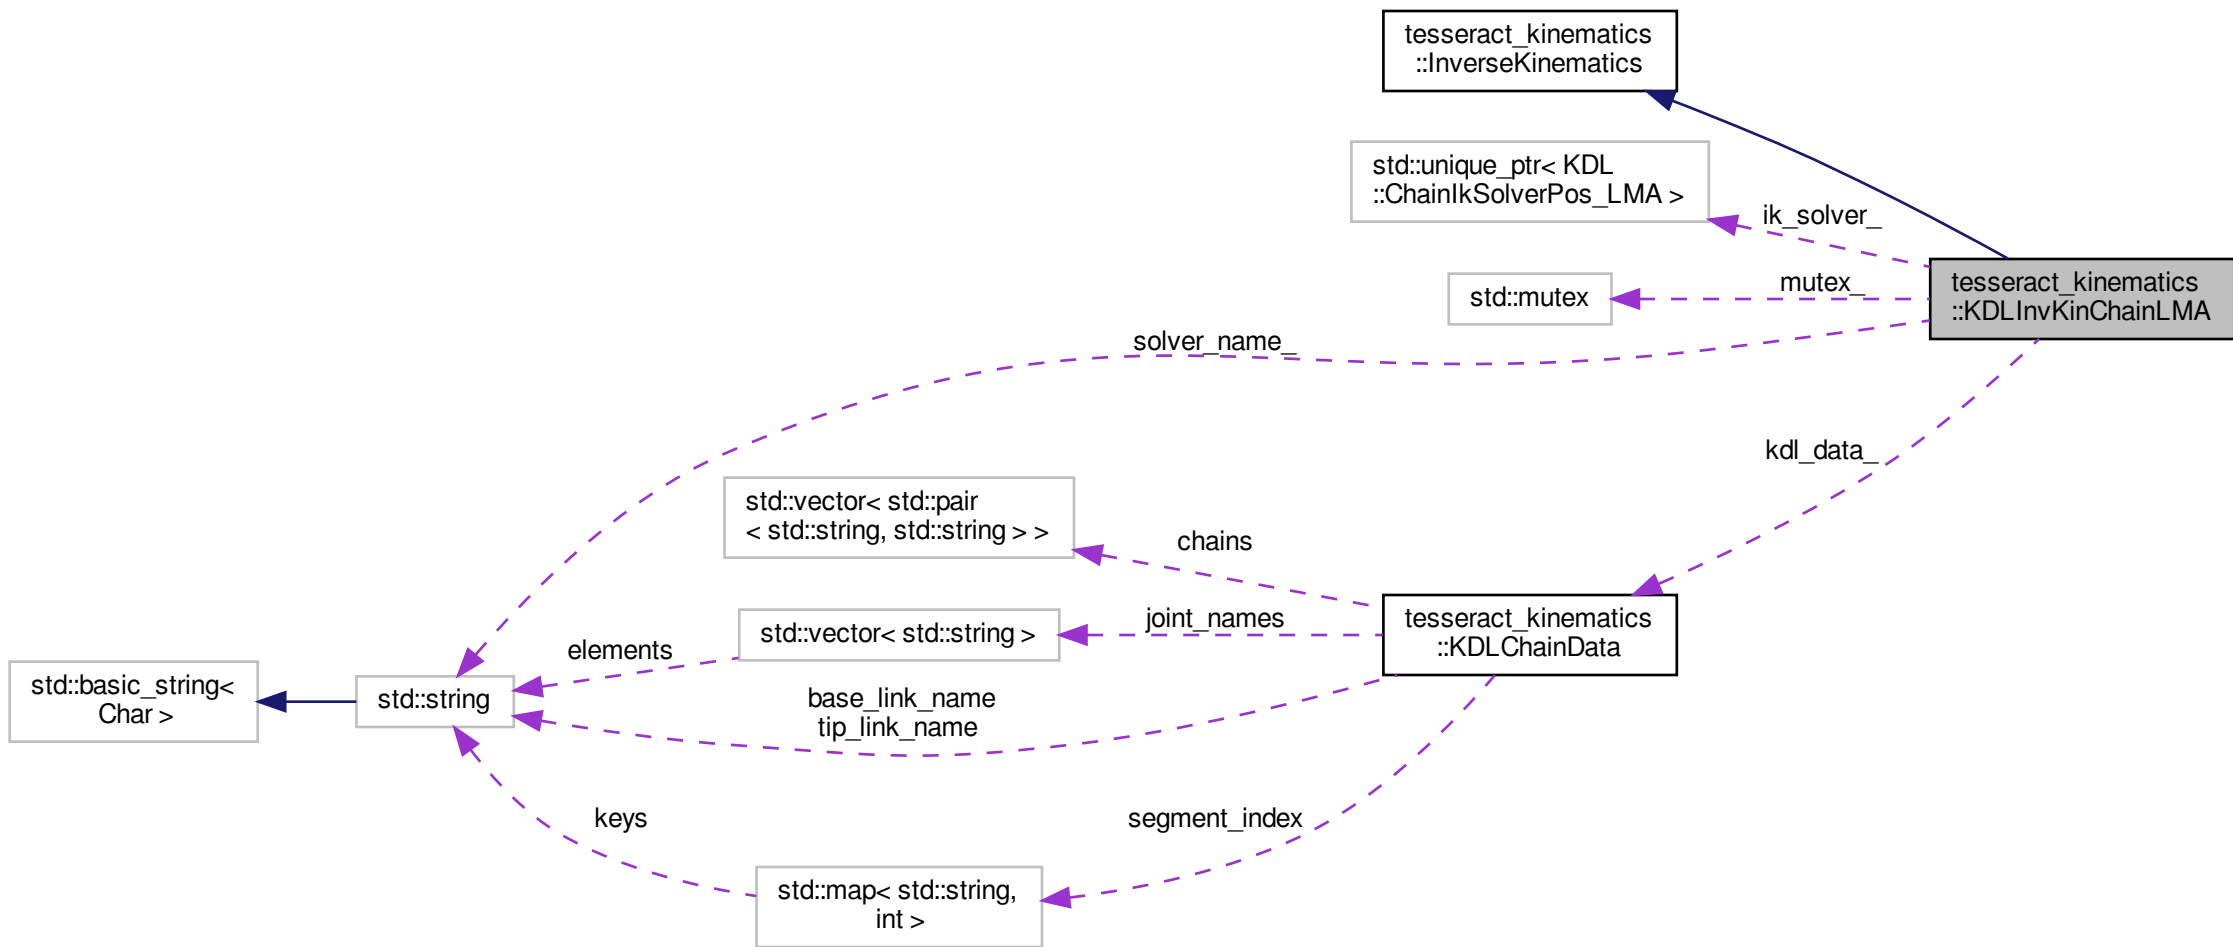 tesseract_kinematics
::InverseKinematics
std::unique_ptr< KDL
::ChainIkSolverPos_LMA >
ik_solver_
tesseract_kinematics
::KDLInvKinChainLMA
std::mutex
mutex_
solver_name_
kdl_data_
std::vector< std::pair
< std::string, std::string > >
chains
tesseract_kinematics
::KDLChainData
joint_names
std::vector< std::string >
elements
std::basic_string<
Char >
std::string
base_link_name
tip_link_name
keys
segment_index
std::map< std::string,
int >